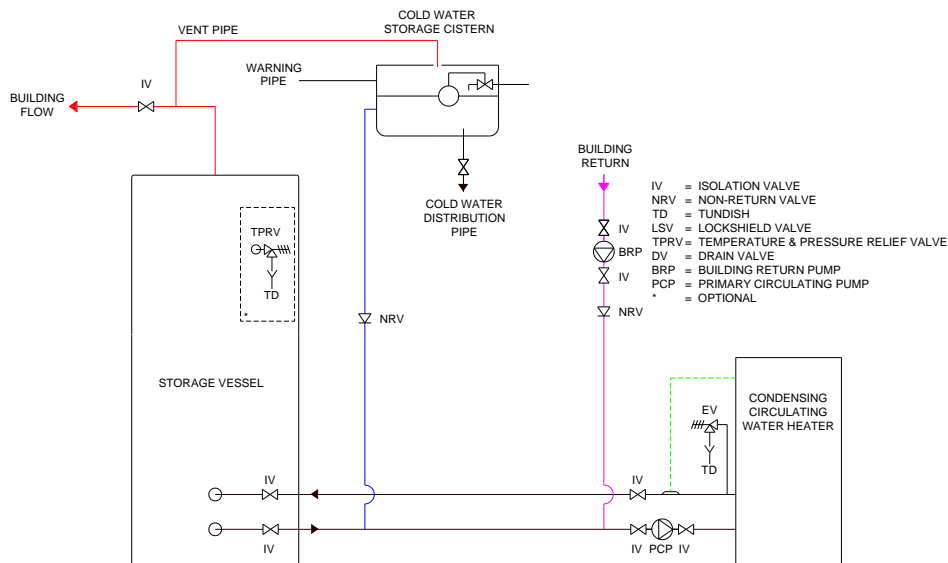 COLD WATER
STORAGE CISTERN
VENT PIPE
WARNING
PIPE
IV
BUILDING
FLOW
BUILDING
RETURN
COLD WATER
DISTRIBUTION
PIPE
IV = ISOLATION VALVE
NRV = NON-RETURN VALVE
TD = TUNDISH
LSV = LOCKSHIELD VALVE
TPRV= TEMPERATURE & PRESSURE RELIEF VALVE
DV = DRAIN VALVE
BRP = BUILDING RETURN PUMP
PCP = PRIMARY CIRCULATING PUMP
* = OPTIONAL
TPRV
TD
*
IV
BRP
IV
NRV
NRV
STORAGE VESSEL
CONDENSING
CIRCULATING
WATER HEATER
EV
TD
IV
IV
IV
IV PCP IV